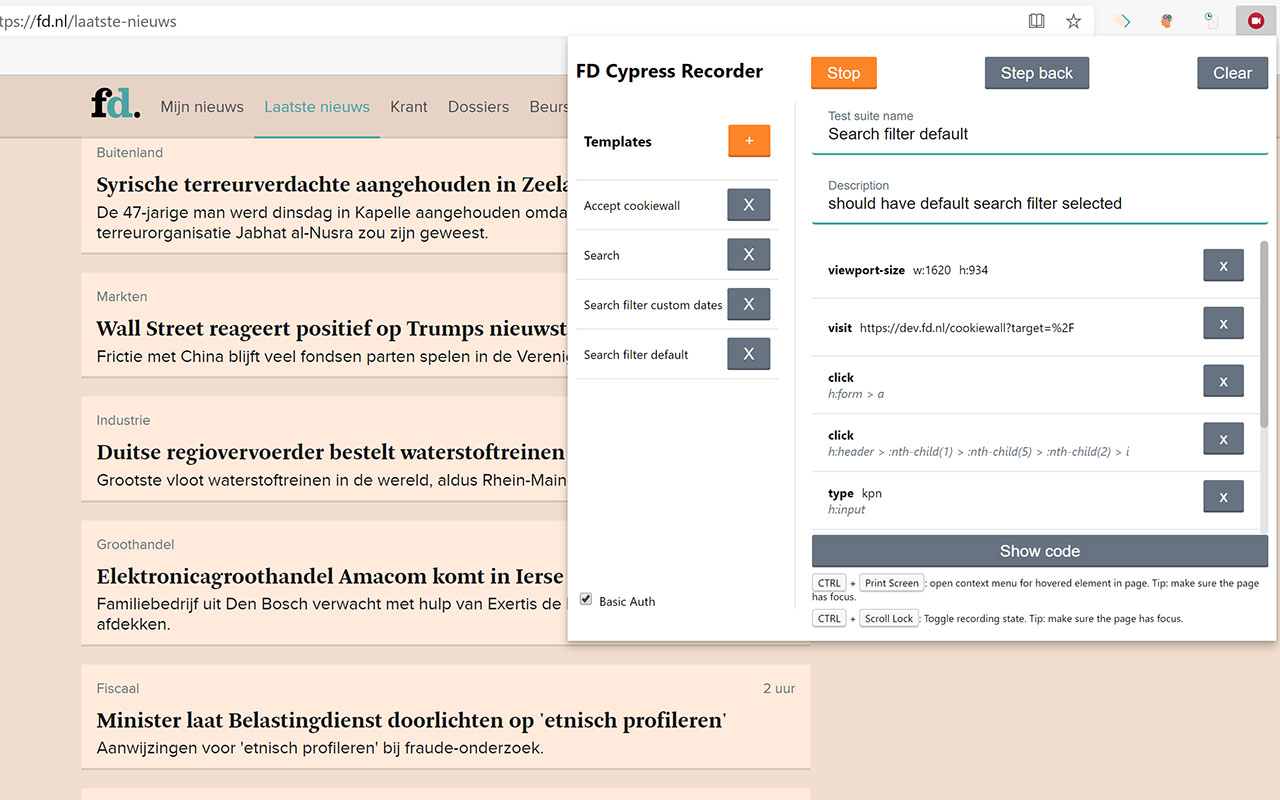 tps://fd.nl/laatste-nieuws
fd.
Mijn nieuws
Laatste nieuws
Krant
Dossiers
Beurs
Buitenland
Syrische terreurverdachte aangehouden in Zeela
De 47-jarige man werd dinsdag in Kapelle aangehouden omda
terreurorganisatie Jabhat al-Nusra zou zijn geweest.
Markten
Wall Street reageert positief op Trumps nieuwst
Frictie met China blijft veel fondsen parten spelen in de Vereni
Industrie
Duitse regiovervoerder bestelt waterstoftreinen
Grootste vloot waterstoftreinen in de wereld, aldus Rhein-Main
Groothandel
Elektronicagroothandel Amacom komt in Ierse
Familiebedrijf uit Den Bosch verwacht met hulp van Exertis de
afdekken.
Fiscaal
2 uur
Minister laat Belastingdienst doorlichten op 'etnisch profileren'
Aanwijzingen voor 'etnisch profileren' bij fraude-onderzoek.
FD Cypress Recorder
Stop
Step back
Clear
Templates
+
Accept cookiewall
X
Search
X
Search filter custom dates
X
Search filter default
X
Basic Auth
Test suite name
Search filter default
Description
should have default search filter selected
viewport-size w:1620 h:934
x
visit https://dev.fd.nl/cookiewall?target=%2F
x
click
h:form > a
x
click
h:header > :nth-child(1) > :nth-child(5) > :nth-child(2) > i
x
type kpn
h:input
x
Show code
CTRL + Print Screen : open context menu for hovered element in page. Tip: make sure the page
has focus.
CTRL + Scroll Lock : Toggle recording state. Tip: make sure the page has focus.